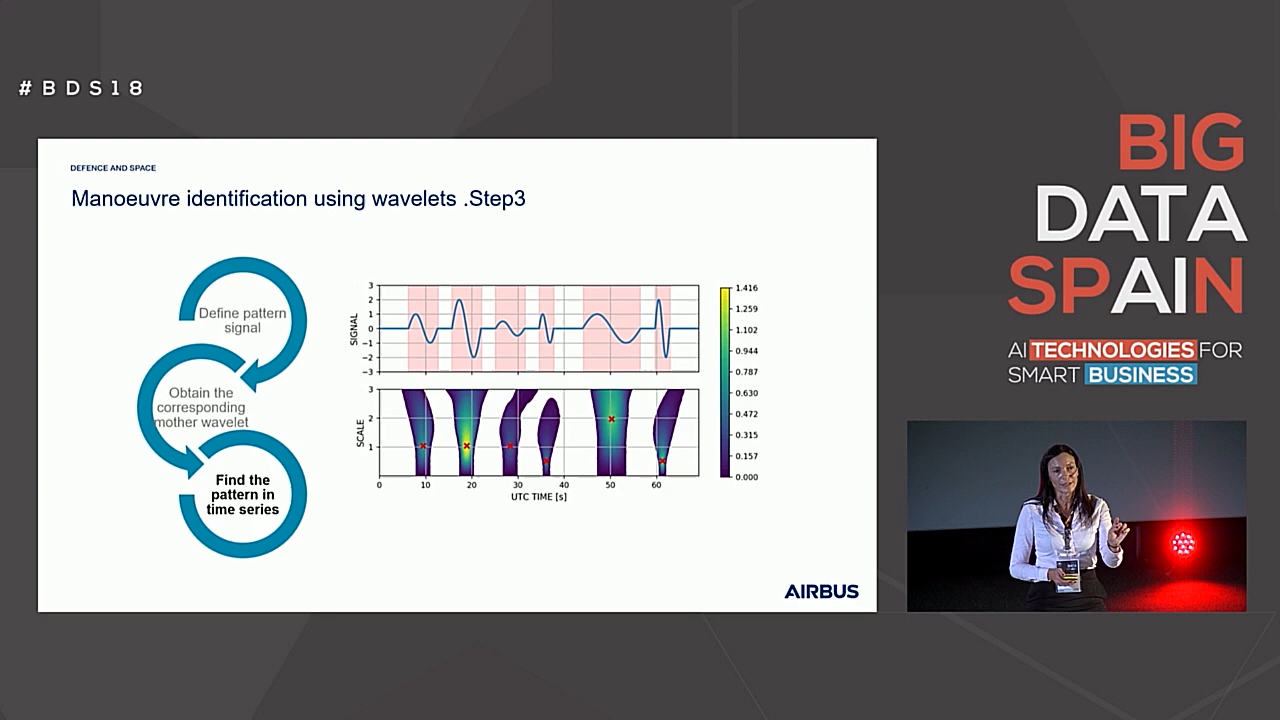 #BDS18
DEFENCE AND SPACE
Manoeuvre identification using wavelets .Step3
Define pattern
signal
Obtain the
corresponding
mother wavelet
Find the
pattern in
time series
SIGNAL
3
2
1
0
−1
−2
−3
SCALE
3
2
1
0
10
20
30
40
50
60
UTC TIME [s]
1.416
1.259
1.102
0.944
0.787
0.630
0.472
0.315
0.157
0.000
AIRBUS
BIG
DATA
SPAIN
AI TECHNOLOGIES FOR
SMART BUSINESS